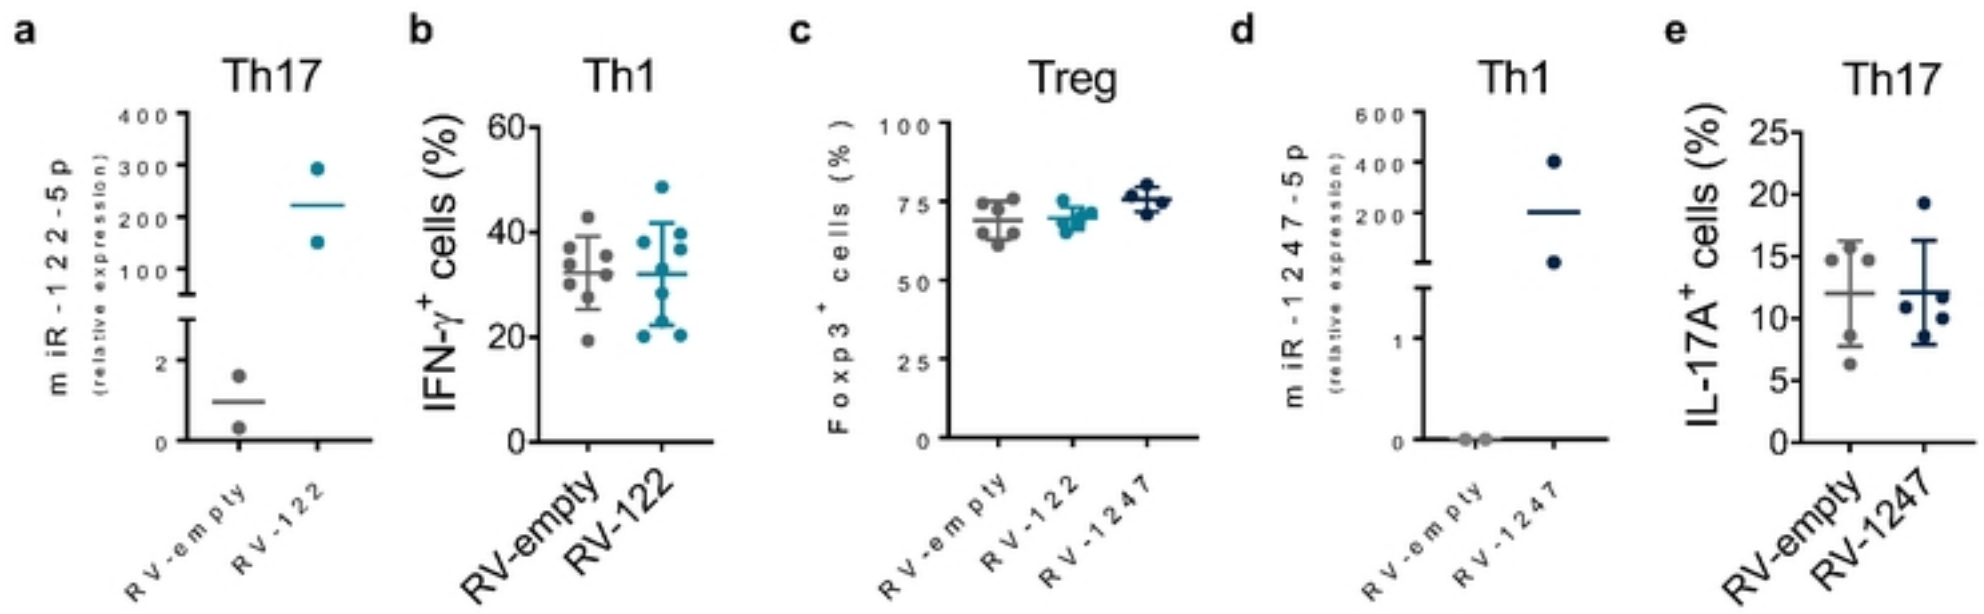 a
Th17
miR-122-5p
(relative expression)
400
300
200
100
2
0
RV-empty
RV-122
b
Th1
IFN-γ+ cells (%)
60
40
20
0
RV-empty
RV-122
c
Treg
Foxp3+ cells (%)
100
75
50
25
0
RV-empty
RV-122
RV-1247
d
Th1
miR-1247-5p
(relative expression)
600
400
200
1
0
RV-empty
RV-1247
e
Th17
IL-17A+ cells (%)
25
20
15
10
5
0
RV-empty
RV-1247